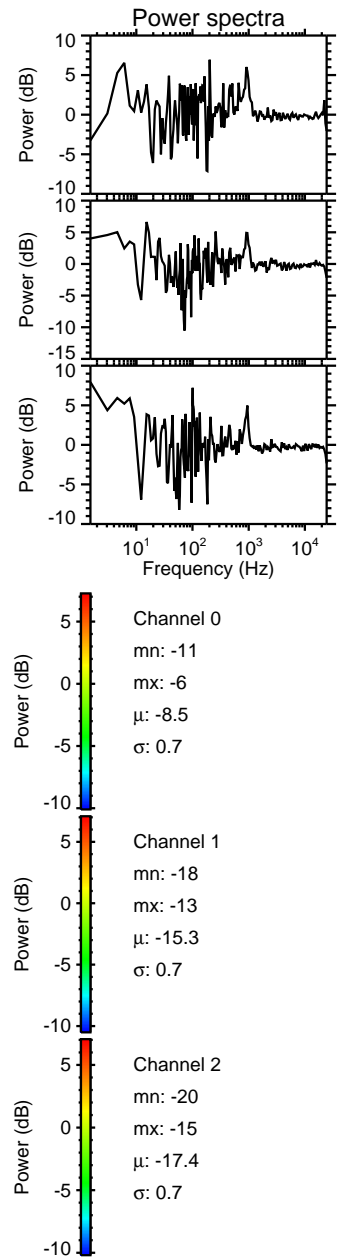 Power spectra
10
5
0
-5
-10
Power (dB)
10
5
0
-5
-10
-15
Power (dB)
10
5
0
-5
-10
Power (dB)
10¹ 10² 10³ 10⁴
Frequency (Hz)
5
0
-5
-10
Power (dB)
Channel 0
mn: -11
mx: -6
μ: -8.5
σ: 0.7
5
0
-5
-10
Power (dB)
Channel 1
mn: -18
mx: -13
μ: -15.3
σ: 0.7
5
0
-5
-10
Power (dB)
Channel 2
mn: -20
mx: -15
μ: -17.4
σ: 0.7